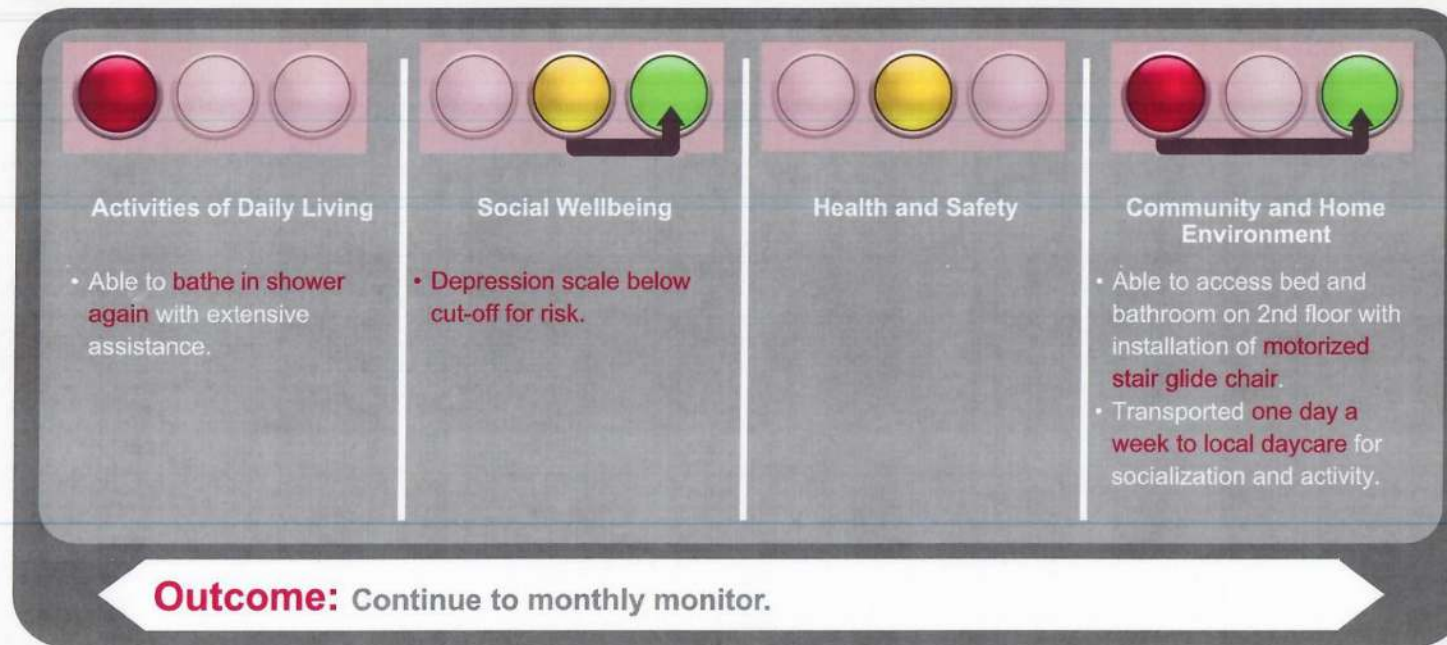 Activities of Daily Living
• Able to bathe in shower
again with extensive
assistance.
Social Wellbeing
• Depression scale below
cut-off for risk.
Health and Safety
Community and Home
Environment
• Able to access bed and
bathroom on 2nd floor with
installation of motorized
stair glide chair.
• Transported one day a
week to local daycare for
socialization and activity.
Outcome: Continue to monthly monitor.